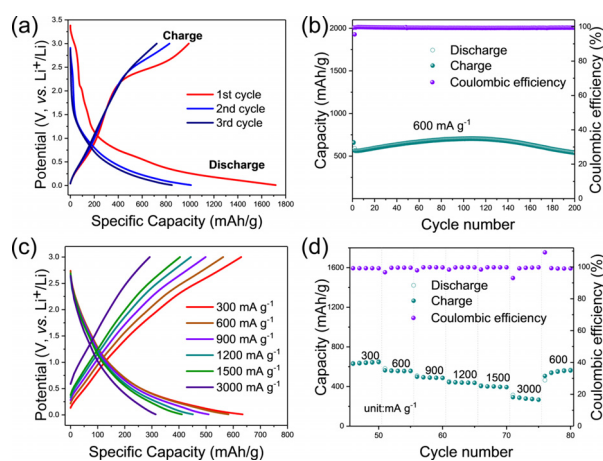 (a)
3.5
3.0
2.5
2.0
1.5
1.0
0.5
0.0
Potential (V, vs. Li⁺/Li)
Charge
1st cycle
2nd cycle
3rd cycle
Discharge
0 200 400 600 800 1000 1200 1400 1600 1800
Specific Capacity (mAh/g)
(b)
2000
1500
1000
500
Capacity (mAh/g)
Discharge
Charge
Coulombic efficiency
600 mA g⁻¹
100
80
60
40
20
0
Coulombic efficiency (%)
0 20 40 60 80 100 120 140 160 180 200
Cycle number
(c)
3.0
2.5
2.0
1.5
1.0
0.5
0.0
Potential (V, vs. Li⁺/Li)
300 mA g⁻¹
600 mA g⁻¹
900 mA g⁻¹
1200 mA g⁻¹
1500 mA g⁻¹
3000 mA g⁻¹
0 100 200 300 400 500 600 700
Specific Capacity (mAh/g)
(d)
1600
1200
800
400
0
Capacity (mAh/g)
Discharge
Charge
Coulombic efficiency
300
600
900
1200
1500
3000
600
unit:mA g⁻¹
100
80
60
40
20
0
Coulombic efficiency (%)
50 60 70 80
Cycle number